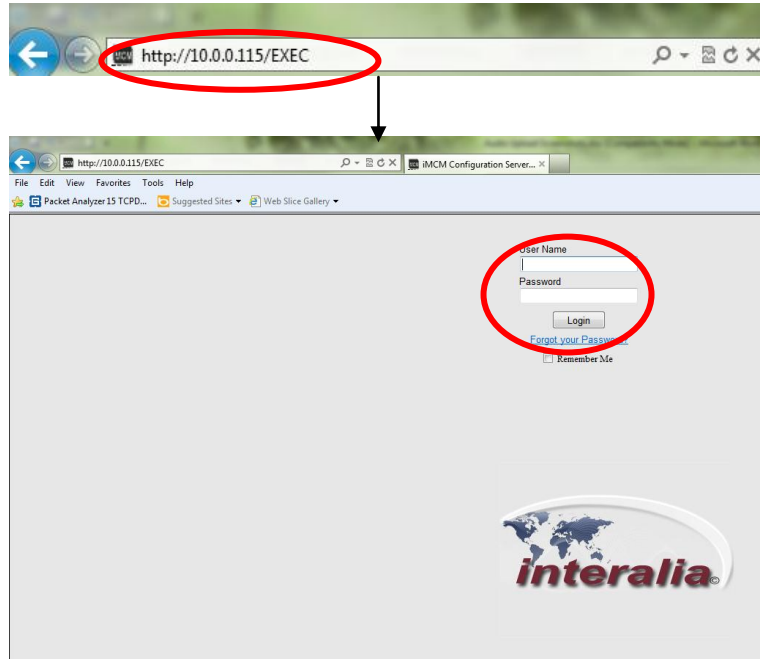 http://10.0.0.115/EXEC
http://10.0.0.115/EXEC
iMCM Configuration Server...
File Edit View Favorites Tools Help
Packet Analyzer 15 TCPD... Suggested Sites Web Slice Gallery
User Name
Password
Login
Forgot your Password?
Remember Me
interalia©